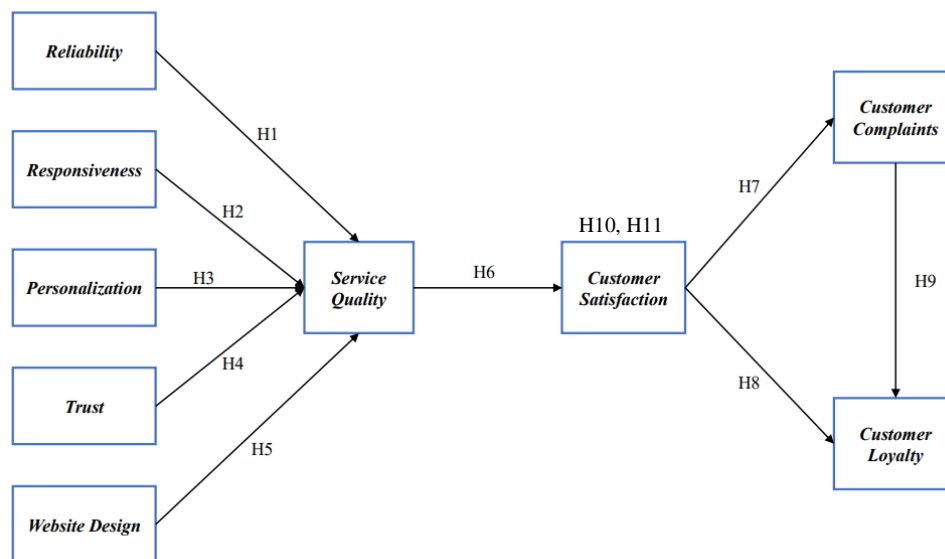 Reliability
H1
Responsiveness
H2
Personalization
H3
Trust
H4
Website Design
H5
Service
Quality
H6
H10, H11
Customer
Satisfaction
H7
H8
Customer
Complaints
H9
Customer
Loyalty